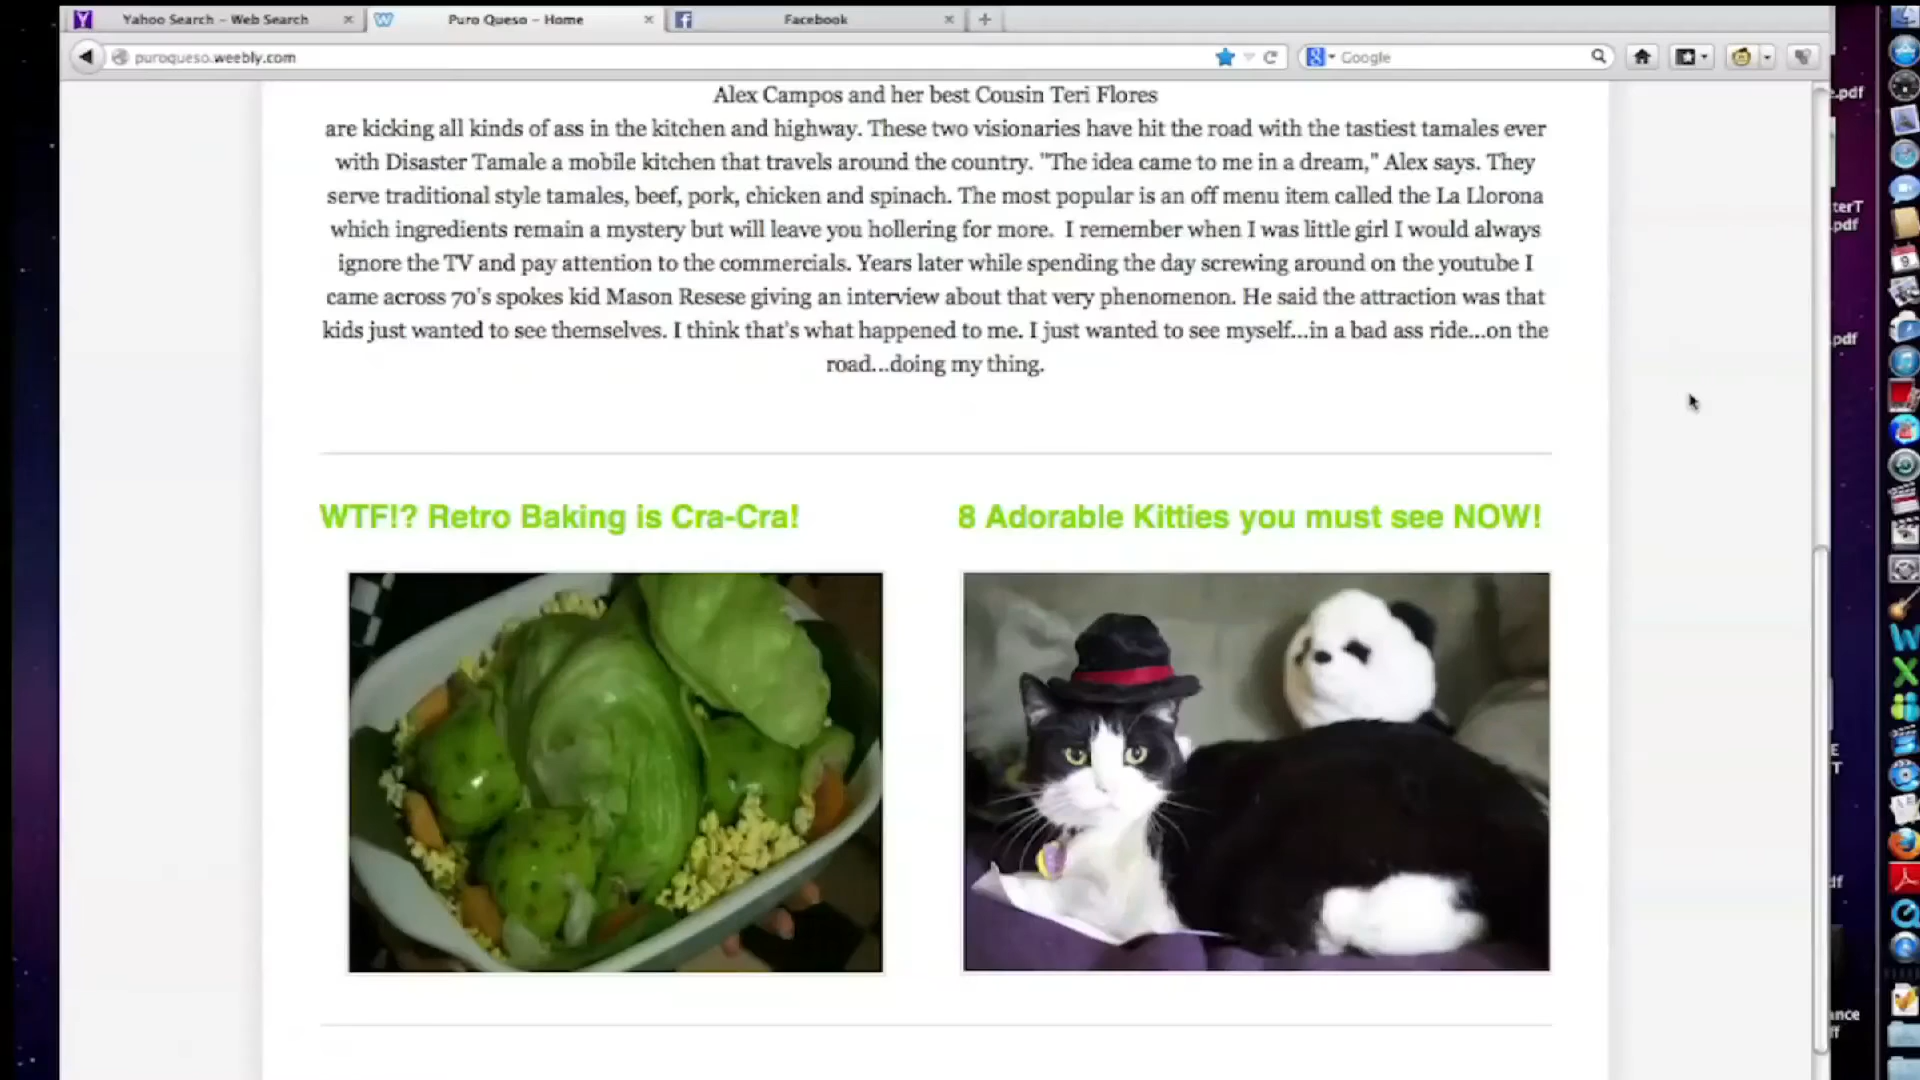 Yahoo Search – Web Search
Puro Queso – Home
Facebook
puroqueso.weebly.com
Google
Alex Campos and her best Cousin Teri Flores
are kicking all kinds of ass in the kitchen and highway. These two visionaries have hit the road with the tastiest tamales ever
with Disaster Tamale a mobile kitchen that travels around the country. "The idea came to me in a dream," Alex says. They
serve traditional style tamales, beef, pork, chicken and spinach. The most popular is an off menu item called the La Llorona
which ingredients remain a mystery but will leave you hollering for more.  I remember when I was little girl I would always
ignore the TV and pay attention to the commercials. Years later while spending the day screwing around on the youtube I
came across 70's spokes kid Mason Resese giving an interview about that very phenomenon. He said the attraction was that
kids just wanted to see themselves. I think that's what happened to me. I just wanted to see myself...in a bad ass ride...on the
road...doing my thing.
WTF!? Retro Baking is Cra-Cra!
8 Adorable Kitties you must see NOW!
.pdf
terT
.pdf
.pdf
E
T
df
ance
ff